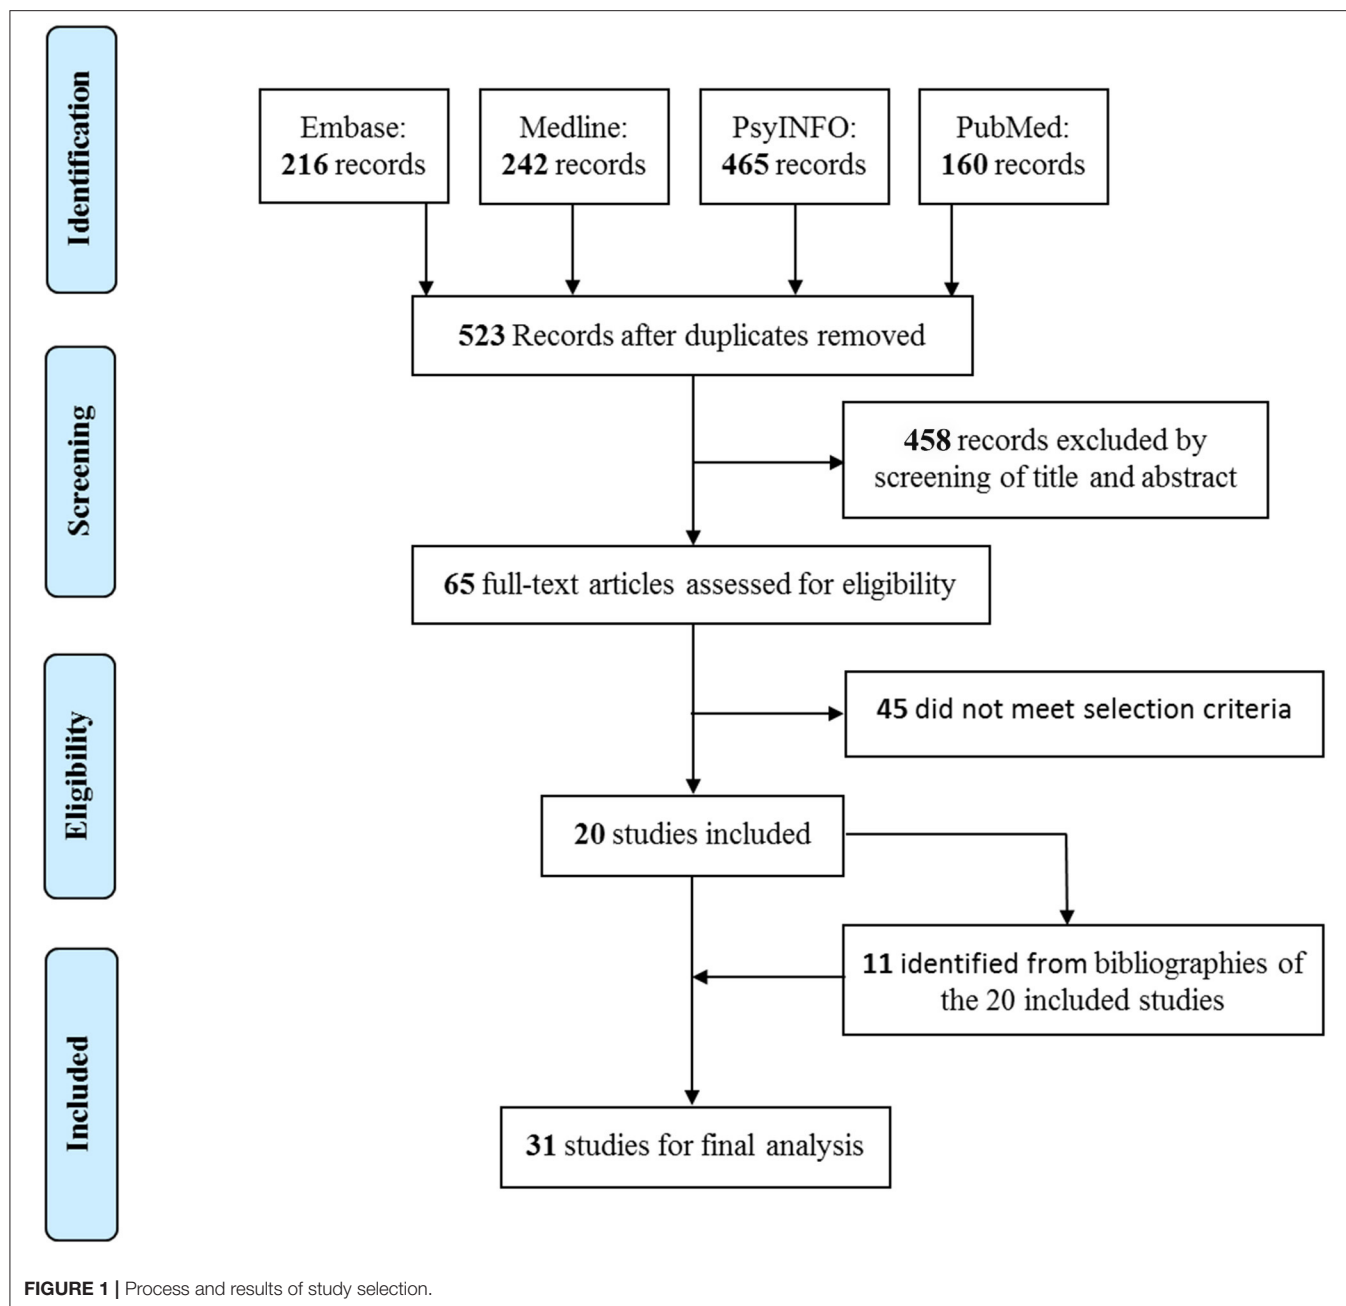 Identification
Embase:
216 records
Medline:
242 records
PsyINFO:
465 records
PubMed:
160 records
523 Records after duplicates removed
Screening
458 records excluded by
screening of title and abstract
65 full-text articles assessed for eligibility
Eligibility
45 did not meet selection criteria
20 studies included
11 identified from bibliographies of
the 20 included studies
Included
31 studies for final analysis
FIGURE 1 | Process and results of study selection.